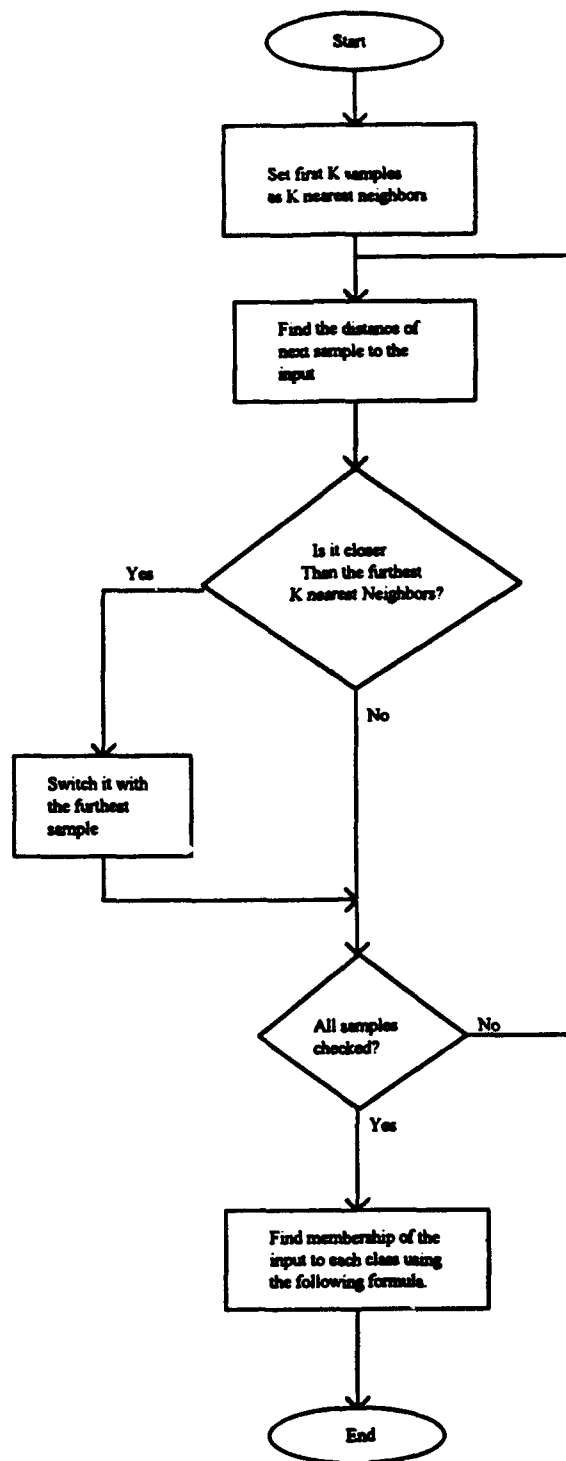 Start
Set first K samples
as K nearest neighbors
Find the distance of
next sample to the
input
Is it closer
Than the furthest
K nearest Neighbors?
Yes
No
Switch it with
the furthest
sample
All samples
checked?
No
Yes
Find membership of the
input to each class using
the following formula.
End